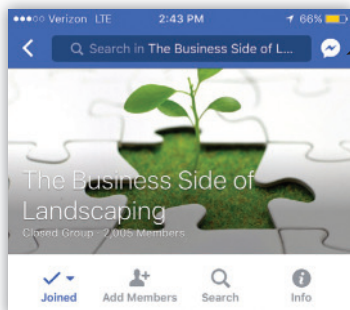 Verizon LTE 2:43 PM 66%
Search in The Business Side of L...
The Business Side of
Landscaping
Closed Group · 2,005 Members
Joined Add Members Search Info